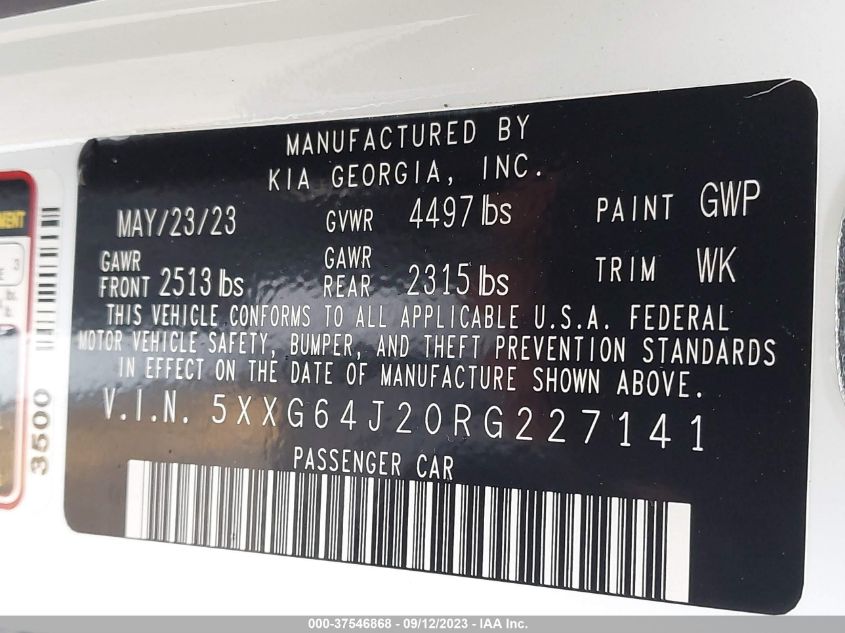 MANUFACTURED BY
KIA GEORGIA, INC.
MAY/23/23 GVWR 4497 lbs PAINT GWP
GAWR FRONT 2513 lbs GAWR REAR 2315 lbs TRIM WK
THIS VEHICLE CONFORMS TO ALL APPLICABLE U.S.A. FEDERAL
MOTOR VEHICLE SAFETY, BUMPER, AND THEFT PREVENTION STANDARDS
IN EFFECT ON THE DATE OF MANUFACTURE SHOWN ABOVE.
V.I.N. 5XXG64J20RG227141
PASSENGER CAR
3500
3
000-37546868 - 09/12/2023 - IAA Inc.